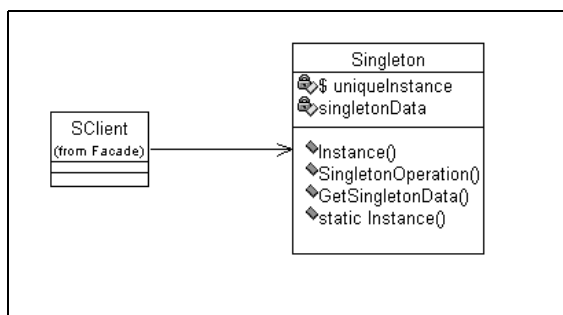 Singleton
$ uniqueInstance
singletonData
SClient
(from Facade)
Instance()
SingletonOperation()
GetSingletonData()
static Instance()